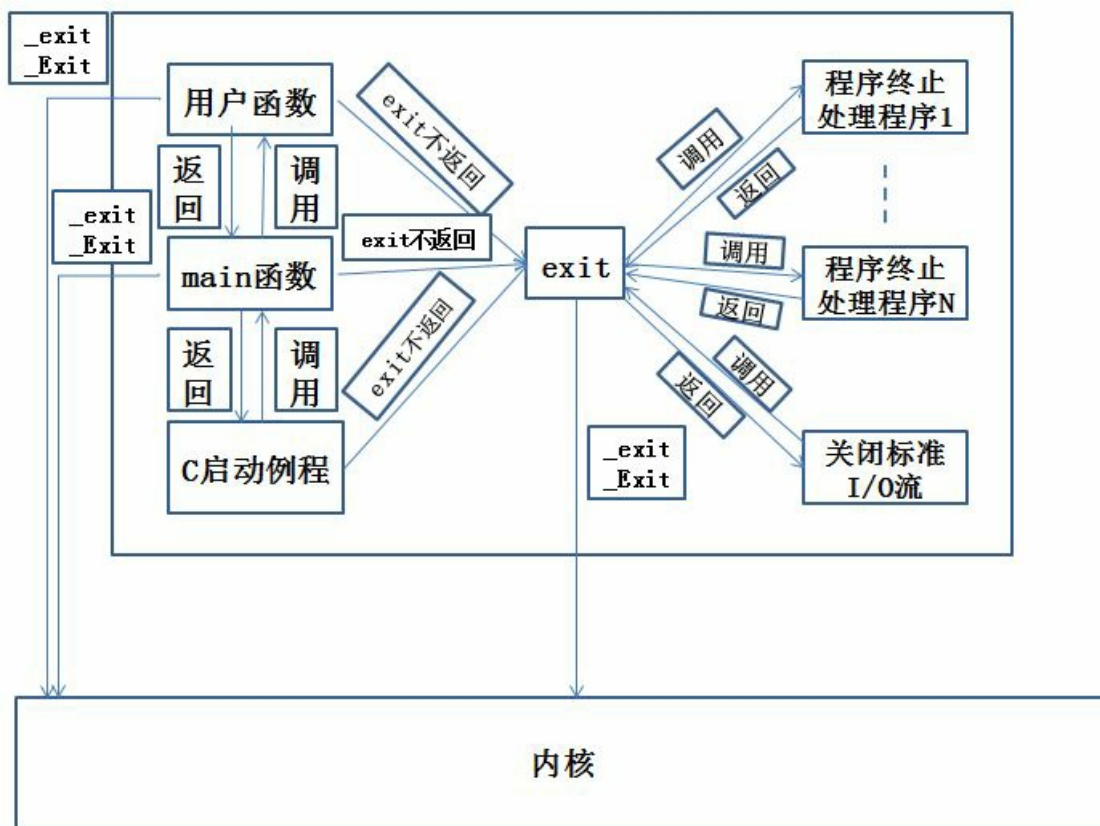 _exit
_Exit
用户函数
exit不返回
程序终止
处理程序1
调用
返回
返
回
调
用
_exit
_Exit
exit不返回
main函数
exit
调用
程序终止
处理程序N
返回
返
回
调
用
exit不返回
调用
返回
_exit
_Exit
C启动例程
关闭标准
I/O流
内核